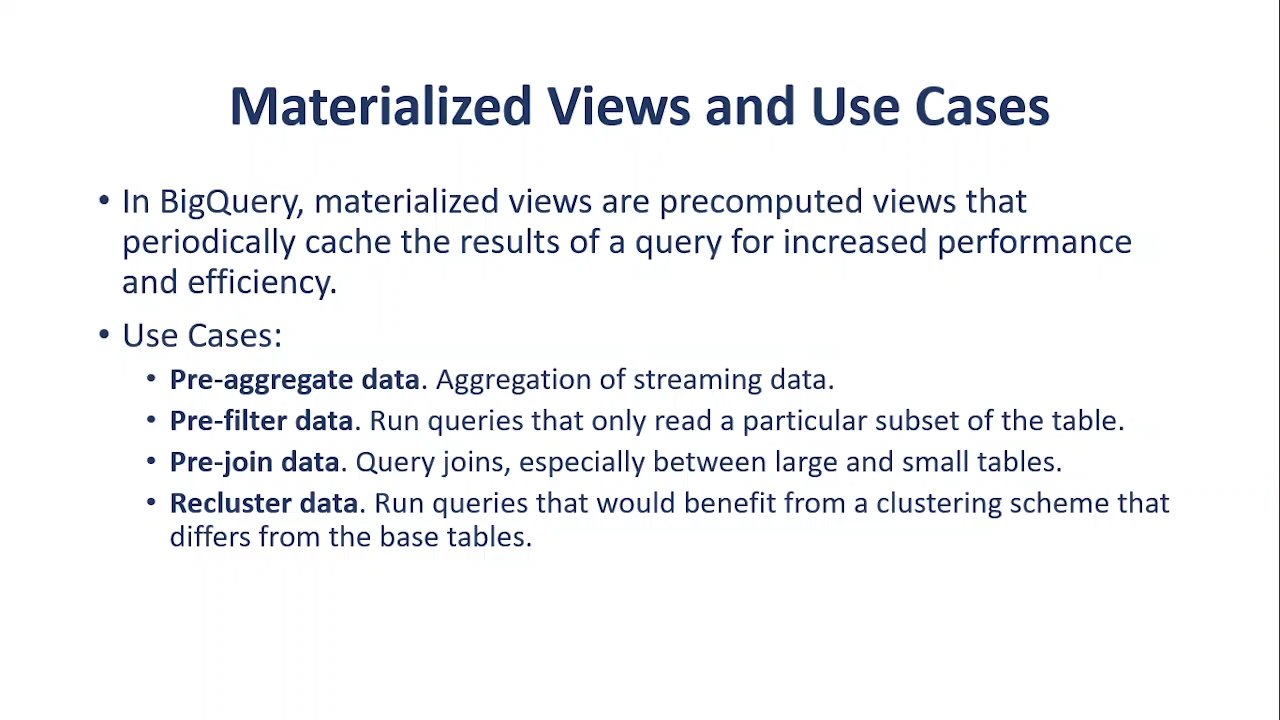 Materialized Views and Use Cases
• In BigQuery, materialized views are precomputed views that
periodically cache the results of a query for increased performance
and efficiency.
• Use Cases:
• Pre-aggregate data. Aggregation of streaming data.
• Pre-filter data. Run queries that only read a particular subset of the table.
• Pre-join data. Query joins, especially between large and small tables.
• Recluster data. Run queries that would benefit from a clustering scheme that
differs from the base tables.